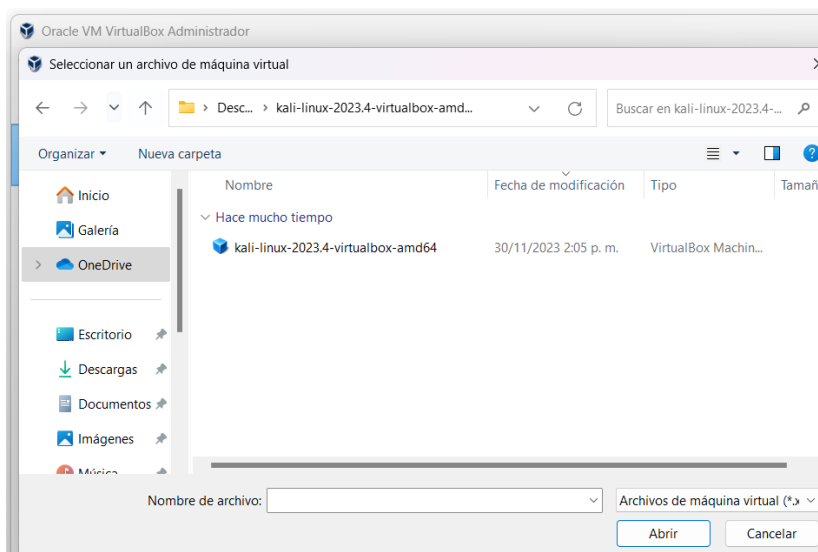 Oracle VM VirtualBox Administrador
Seleccionar un archivo de máquina virtual
Desc... > kali-linux-2023.4-virtualbox-amd...
Buscar en kali-linux-2023.4-...
Organizar Nueva carpeta
Nombre Fecha de modificación Tipo Tamañ
Inicio
Hace mucho tiempo
Galería
kali-linux-2023.4-virtualbox-amd64 30/11/2023 2:05 p. m. VirtualBox Machin...
OneDrive
Escritorio
Descargas
Documentos
Imágenes
Música
Nombre de archivo: Archivos de máquina virtual (*.x
Abrir Cancelar